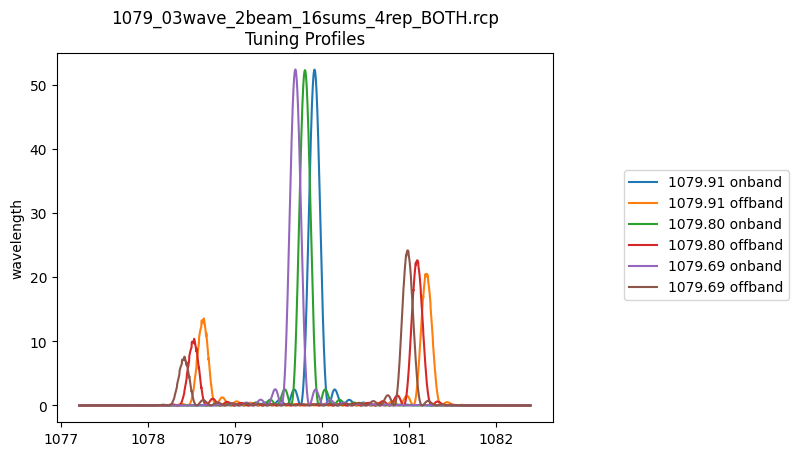 1079_03wave_2beam_16sums_4rep_BOTH.rcp
Tuning Profiles
50
40
30
20
10
0
wavelength
1077
1078
1079
1080
1081
1082
1079.91 onband
1079.91 offband
1079.80 onband
1079.80 offband
1079.69 onband
1079.69 offband